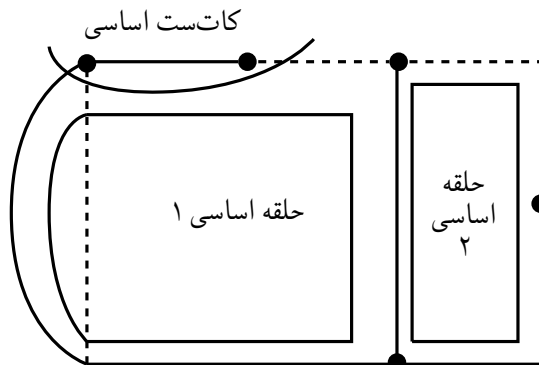 کات‌ست اساسی
حلقه اساسی ۱
حلقه
اساسی
۲